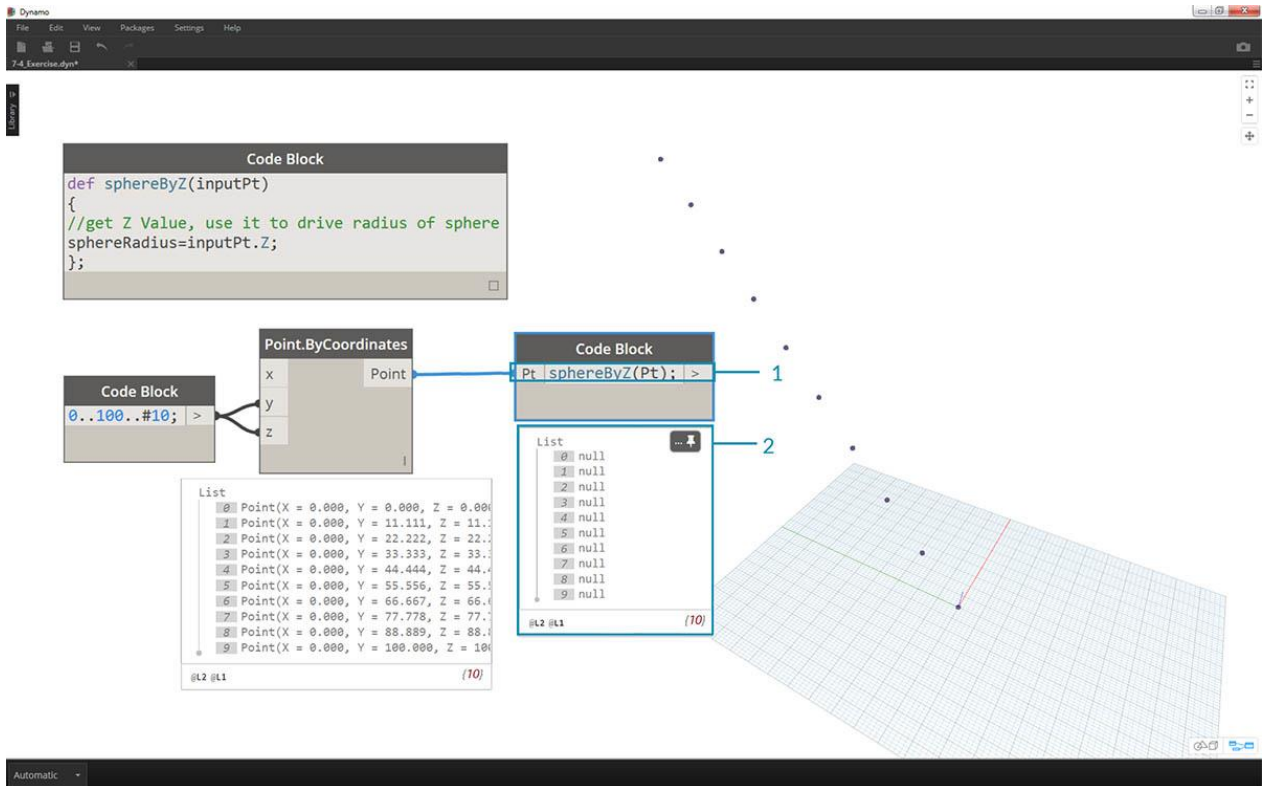 Dynamo
File Edit View Packages Settings Help
7-4_Exercise.dyn*
Library
Code Block
def sphereByZ(inputPt)
{
//get Z Value, use it to drive radius of sphere
sphereRadius=inputPt.Z;
};
Code Block
0..100..#10; >
Point.ByCoordinates
x Point
y
z
List
0 Point(X = 0.000, Y = 0.000, Z = 0.000
1 Point(X = 0.000, Y = 11.111, Z = 11.
2 Point(X = 0.000, Y = 22.222, Z = 22.
3 Point(X = 0.000, Y = 33.333, Z = 33.
4 Point(X = 0.000, Y = 44.444, Z = 44.
5 Point(X = 0.000, Y = 55.556, Z = 55.
6 Point(X = 0.000, Y = 66.667, Z = 66.
7 Point(X = 0.000, Y = 77.778, Z = 77.
8 Point(X = 0.000, Y = 88.889, Z = 88.
9 Point(X = 0.000, Y = 100.000, Z = 10
@L2 @L1 {10}
Code Block
Pt sphereByZ(Pt); >
1
List ...
0 null
1 null
2 null
3 null
4 null
5 null
6 null
7 null
8 null
9 null
@L2 @L1 {10}
2
Automatic